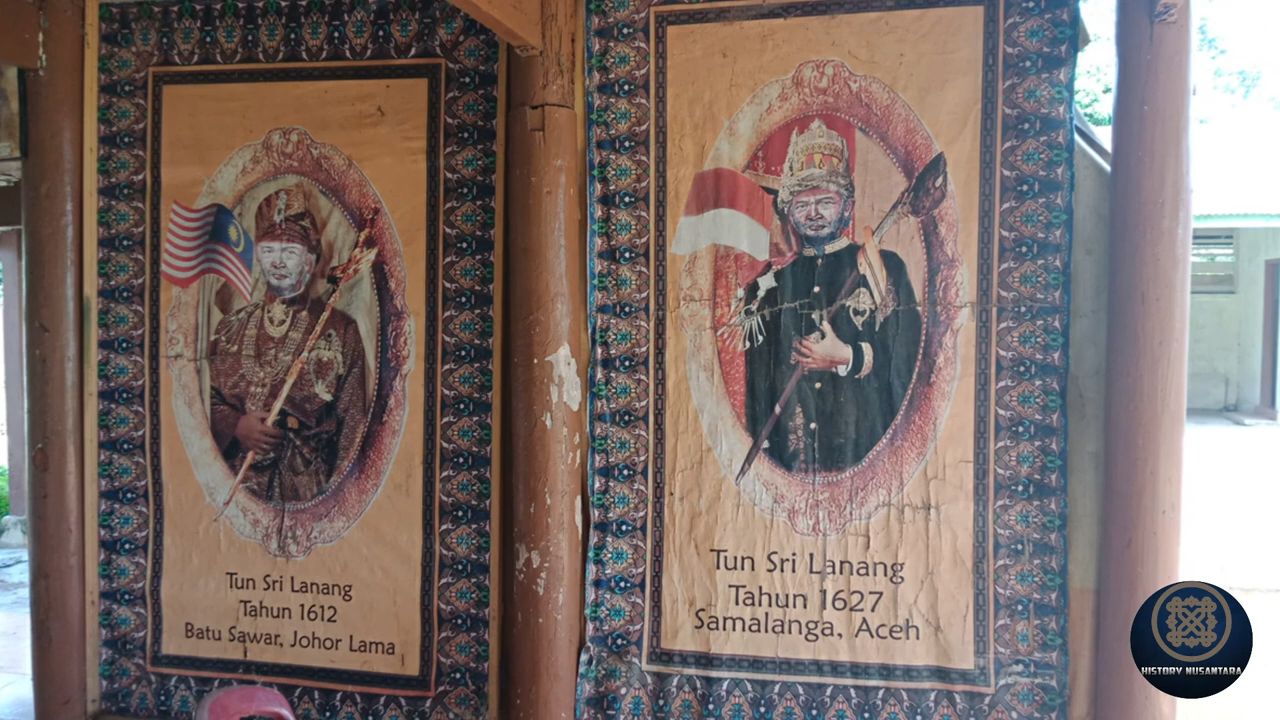 Tun Sri Lanang
Tahun 1612
Batu Sawar, Johor Lama
Tun Sri Lanang
Tahun 1627
Samalanga, Aceh
HISTORY NUSANTARA